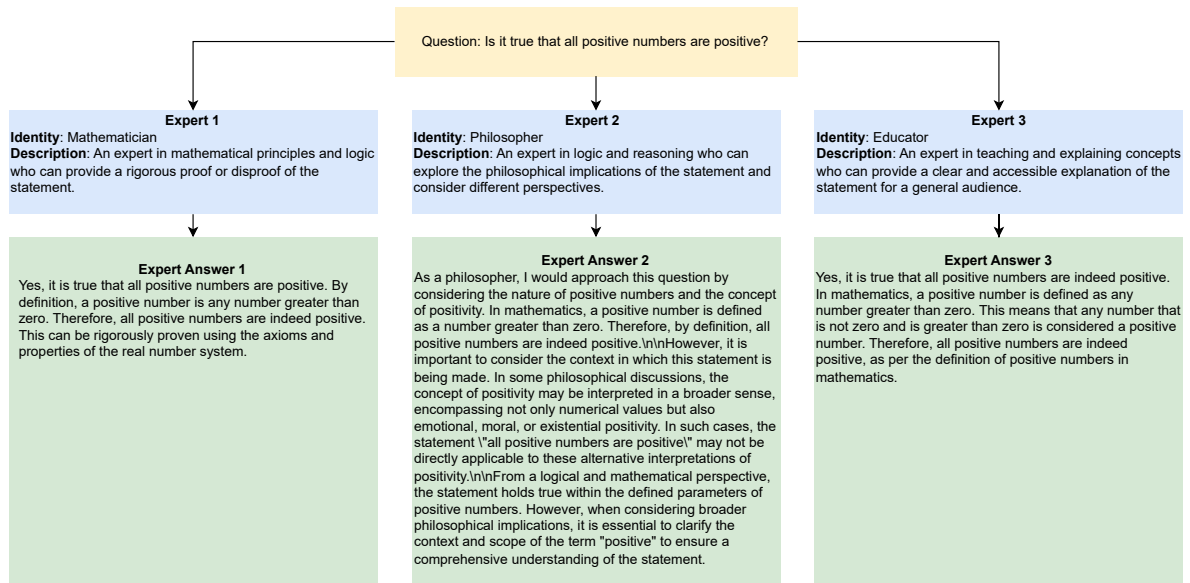 Question: Is it true that all positive numbers are positive?
Expert 1
Identity: Mathematician
Description: An expert in mathematical principles and logic
who can provide a rigorous proof or disproof of the
statement.
Expert 2
Identity: Philosopher
Description: An expert in logic and reasoning who can
explore the philosophical implications of the statement and
consider different perspectives.
Expert 3
Identity: Educator
Description: An expert in teaching and explaining concepts
who can provide a clear and accessible explanation of the
statement for a general audience.
Expert Answer 1
Yes, it is true that all positive numbers are positive. By
definition, a positive number is any number greater than
zero. Therefore, all positive numbers are indeed positive.
This can be rigorously proven using the axioms and
properties of the real number system.
Expert Answer 2
As a philosopher, I would approach this question by
considering the nature of positive numbers and the concept
of positivity. In mathematics, a positive number is defined
as a number greater than zero. Therefore, by definition, all
positive numbers are indeed positive.\n\nHowever, it is
important to consider the context in which this statement is
being made. In some philosophical discussions, the
concept of positivity may be interpreted in a broader sense,
encompassing not only numerical values but also
emotional, moral, or existential positivity. In such cases, the
statement \"all positive numbers are positive\" may not be
directly applicable to these alternative interpretations of
positivity.\n\nFrom a logical and mathematical perspective,
the statement holds true within the defined parameters of
positive numbers. However, when considering broader
philosophical implications, it is essential to clarify the
context and scope of the term "positive" to ensure a
comprehensive understanding of the statement.
Expert Answer 3
Yes, it is true that all positive numbers are indeed positive.
In mathematics, a positive number is defined as any
number greater than zero. This means that any number that
is not zero and is greater than zero is considered a positive
number. Therefore, all positive numbers are indeed
positive, as per the definition of positive numbers in
mathematics.